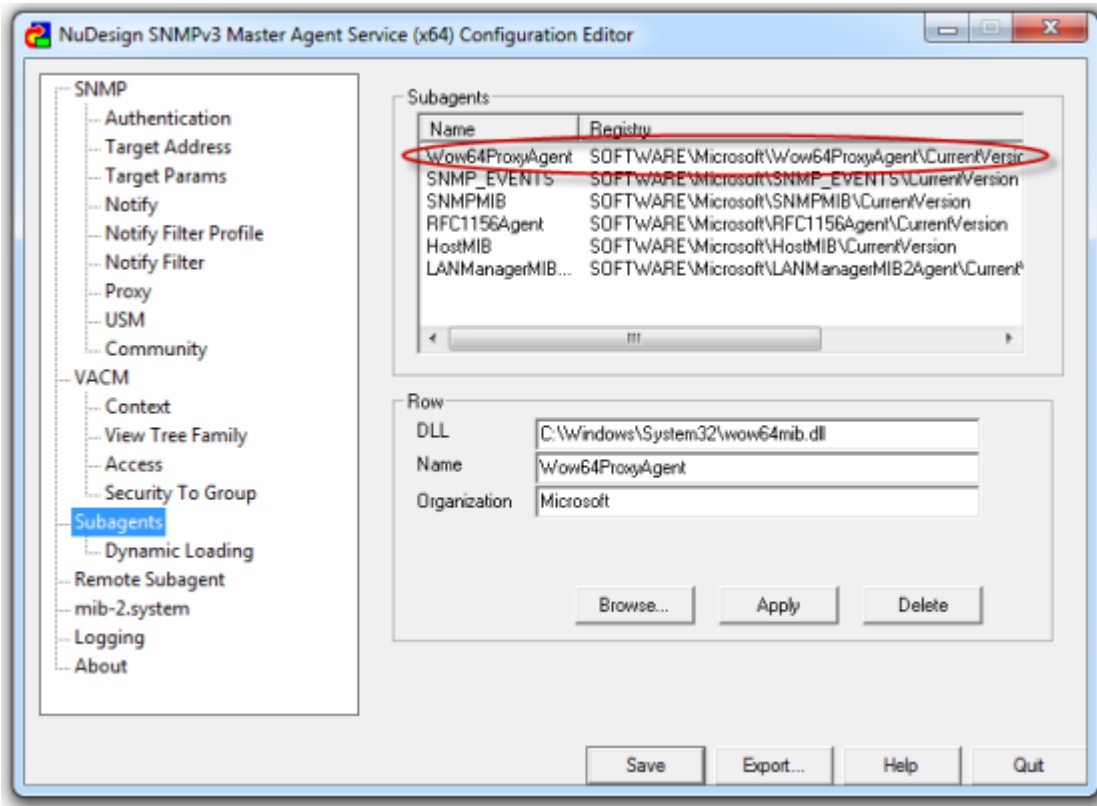 NuDesign SNMPv3 Master Agent Service (x64) Configuration Editor
SNMP
Authentication
Target Address
Target Params
Notify
Notify Filter Profile
Notify Filter
Proxy
USM
Community
VACM
Context
View Tree Family
Access
Security To Group
Subagents
Dynamic Loading
Remote Subagent
mib-2.system
Logging
About
Subagents
Name Registry
Wow64ProxyAgent SOFTWARE\Microsoft\Wow64ProxyAgent\CurrentVersic
SNMP_EVENTS SOFTWARE\Microsoft\SNMP_EVENTS\CurrentVersion
SNMPMIB SOFTWARE\Microsoft\SNMPMIB\CurrentVersion
RFC1156Agent SOFTWARE\Microsoft\RFC1156Agent\CurrentVersion
HostMIB SOFTWARE\Microsoft\HostMIB\CurrentVersion
LANManagerMIB... SOFTWARE\Microsoft\LANManagerMIB2Agent\Current
Row
DLL C:\Windows\System32\wow64mib.dll
Name Wow64ProxyAgent
Organization Microsoft
Browse... Apply Delete
Save Export... Help Quit